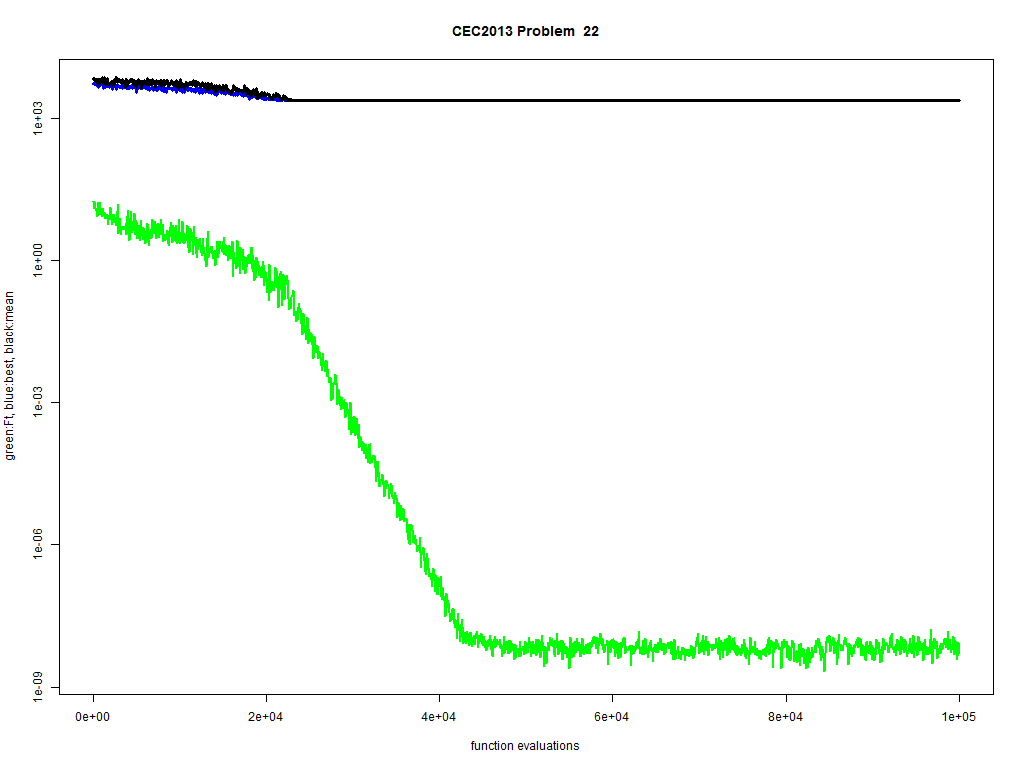 CEC2013 Problem  22
green:Ft, blue:best, black:mean
1e+03
1e+00
1e-03
1e-06
1e-09
0e+00
2e+04
4e+04
6e+04
8e+04
1e+05
function evaluations